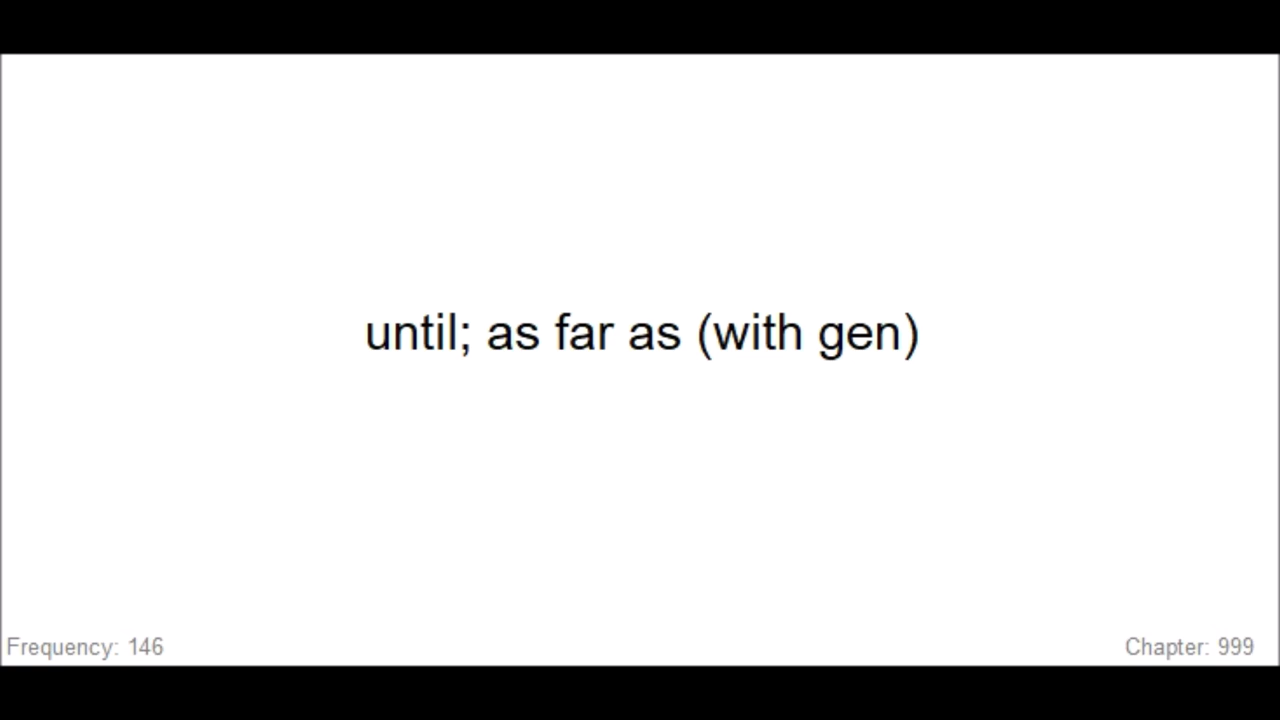 until; as far as (with gen)
Frequency: 146
Chapter: 999